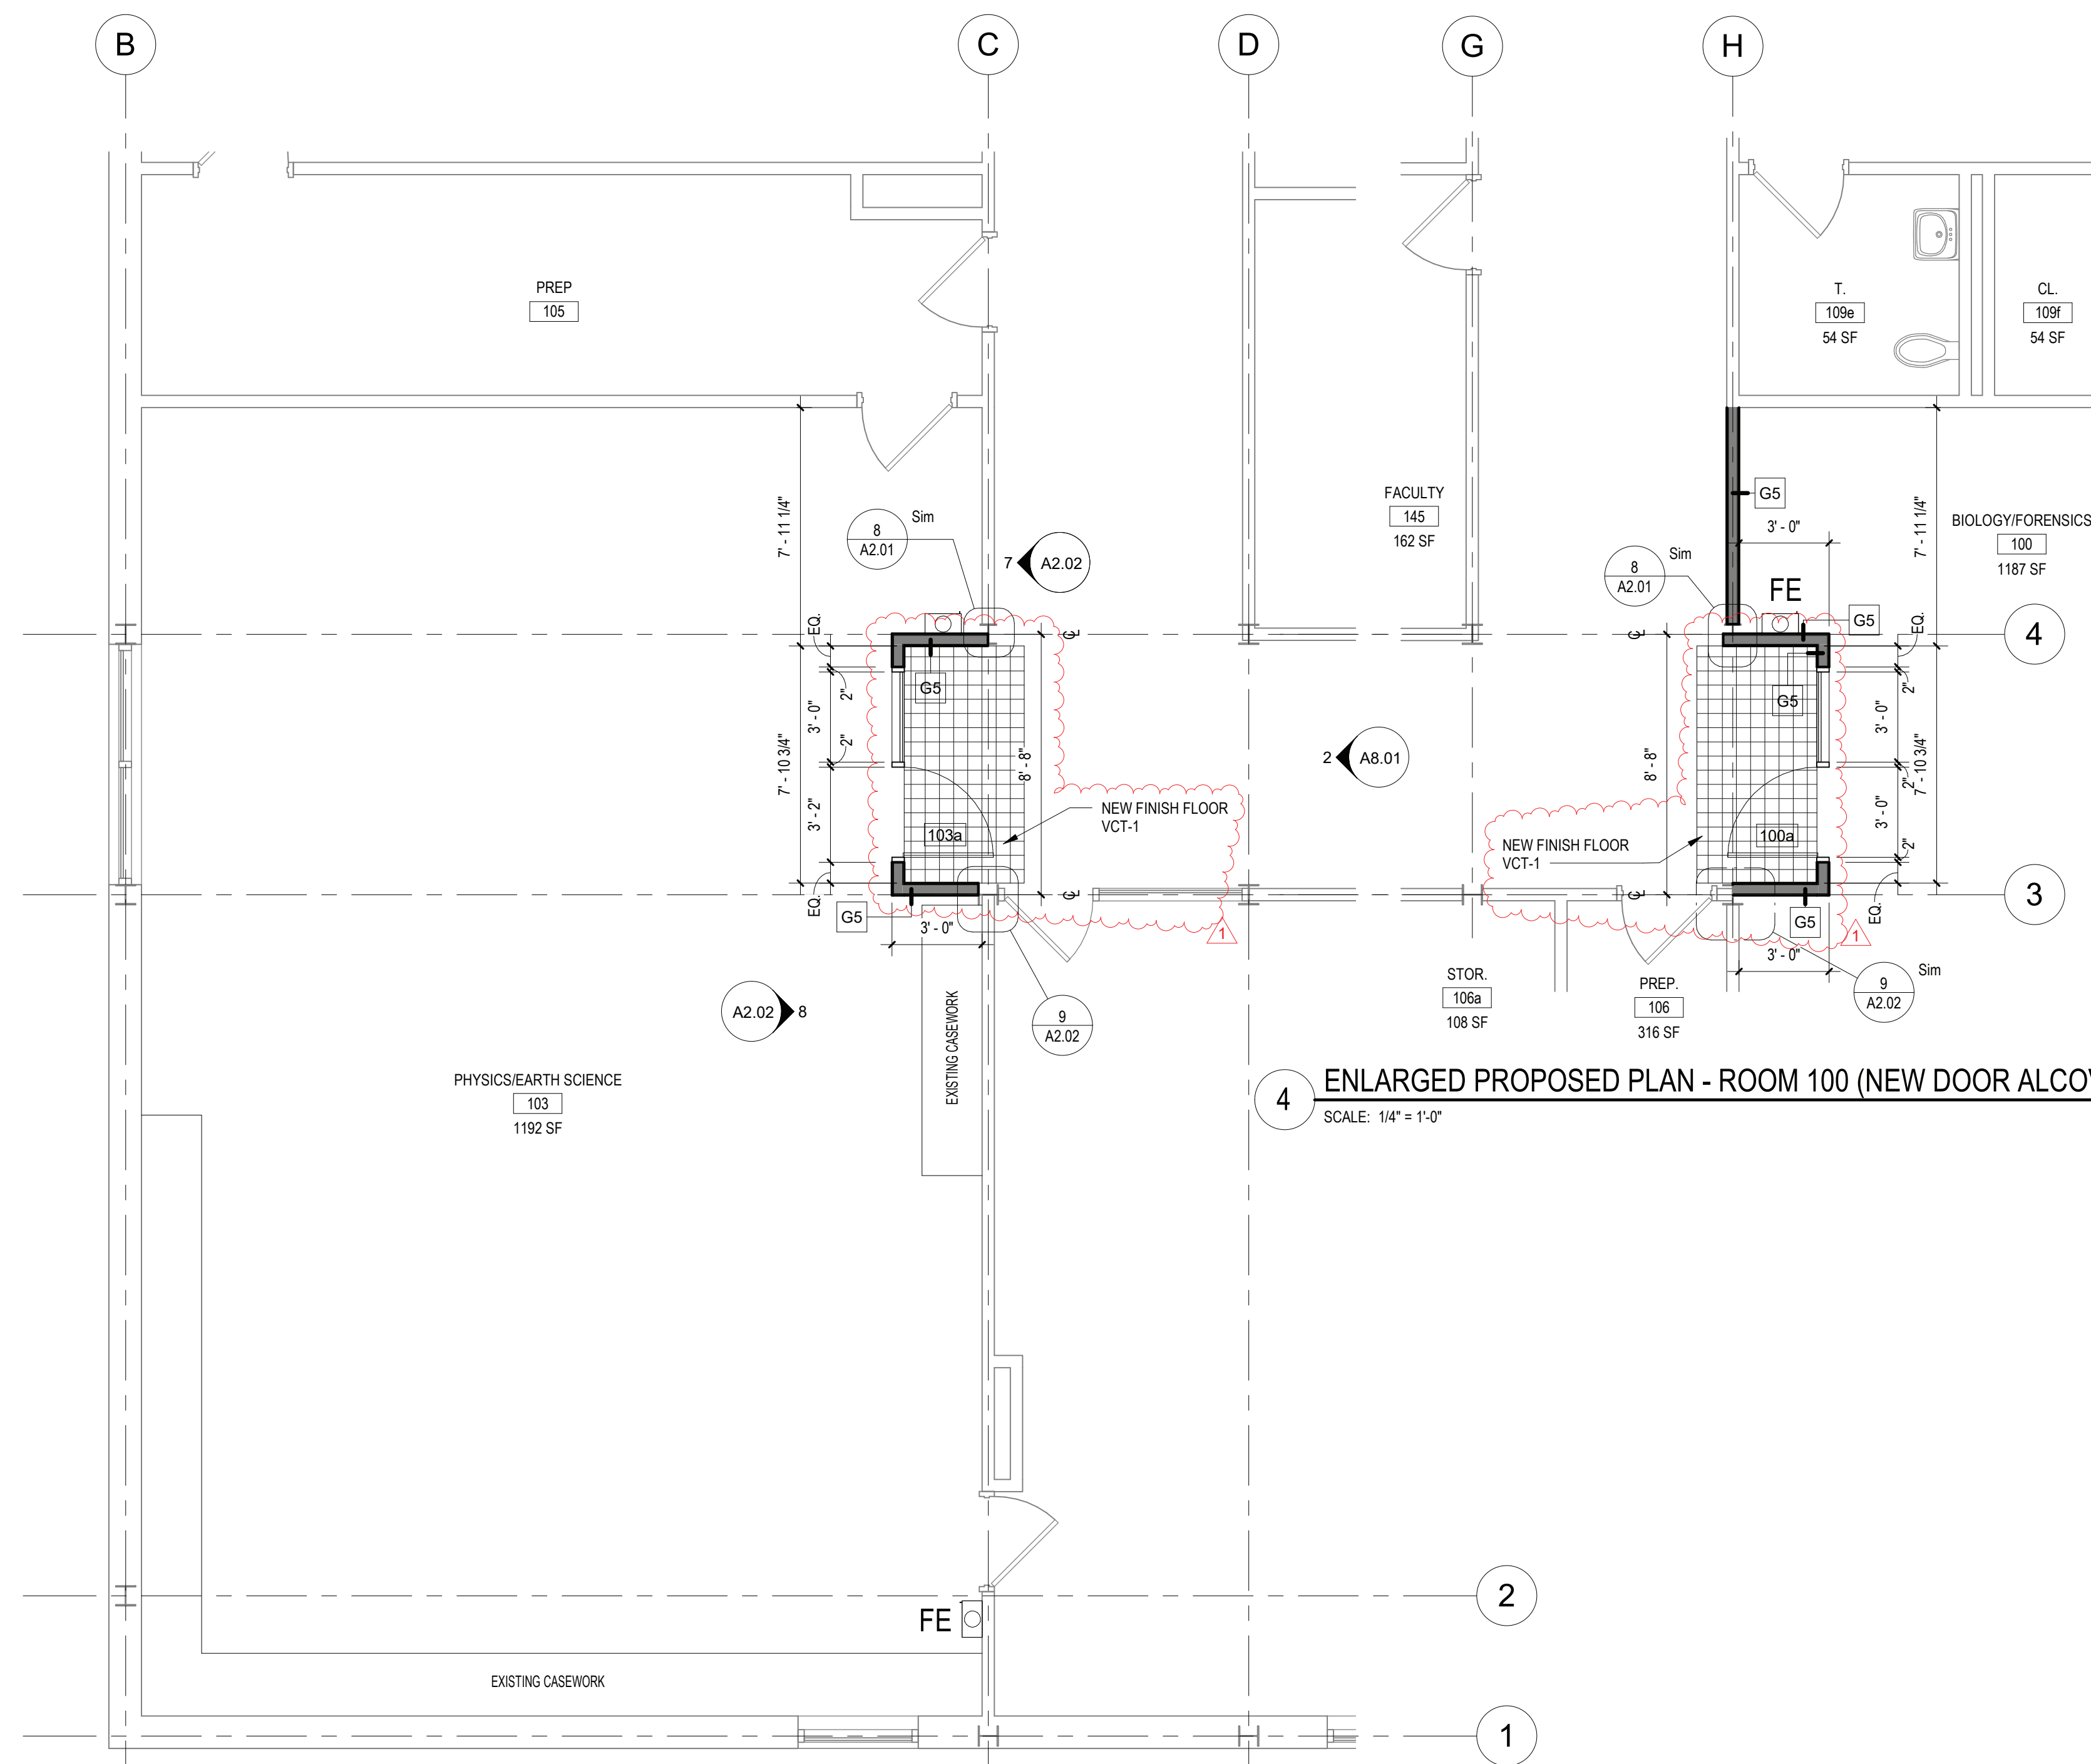 B
C
D
G
H
PREP
105
T.
109e
54 SF
CL.
109f
54 SF
FACULTY
145
162 SF
G5
3' - 0"
7' - 11 1/4"
BIOLOGY/FORENSICS
100
1187 SF
7' - 11 1/4"
8
A2.01
Sim
7
A2.02
8
A2.01
Sim
FE
G5
EQ.
4
EQ.
CL
CL
G5
G5
2"
3' - 0"
2"
7' - 10 3/4"
3' - 2"
8' - 8"
2
A8.01
8' - 8"
2"
3' - 0"
2"
7' - 10 3/4"
3' - 0"
2"
NEW FINISH FLOOR
VCT-1
103a
NEW FINISH FLOOR
VCT-1
100a
CL
CL
3
EQ.
G5
3' - 0"
1
G5
EQ.
1
3' - 0"
A2.02
8
EXISTING CASEWORK
9
A2.02
STOR.
106a
108 SF
PREP.
106
316 SF
9
A2.02
Sim
PHYSICS/EARTH SCIENCE
103
1192 SF
4
ENLARGED PROPOSED PLAN - ROOM 100 (NEW DOOR ALCOV
SCALE: 1/4" = 1'-0"
2
FE
EXISTING CASEWORK
1